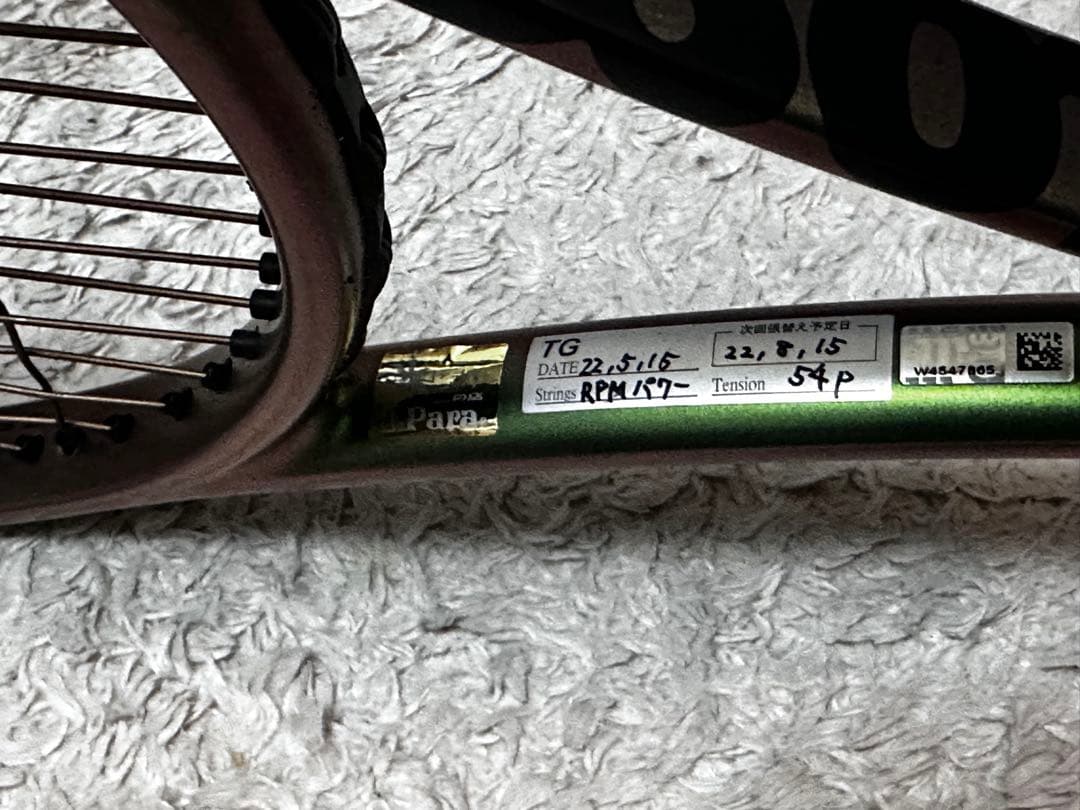 Para
TG
DATE 22,5,15
Strings RPMパワー
次回張替え予定日
22,8,15
Tension 54P
W4547865